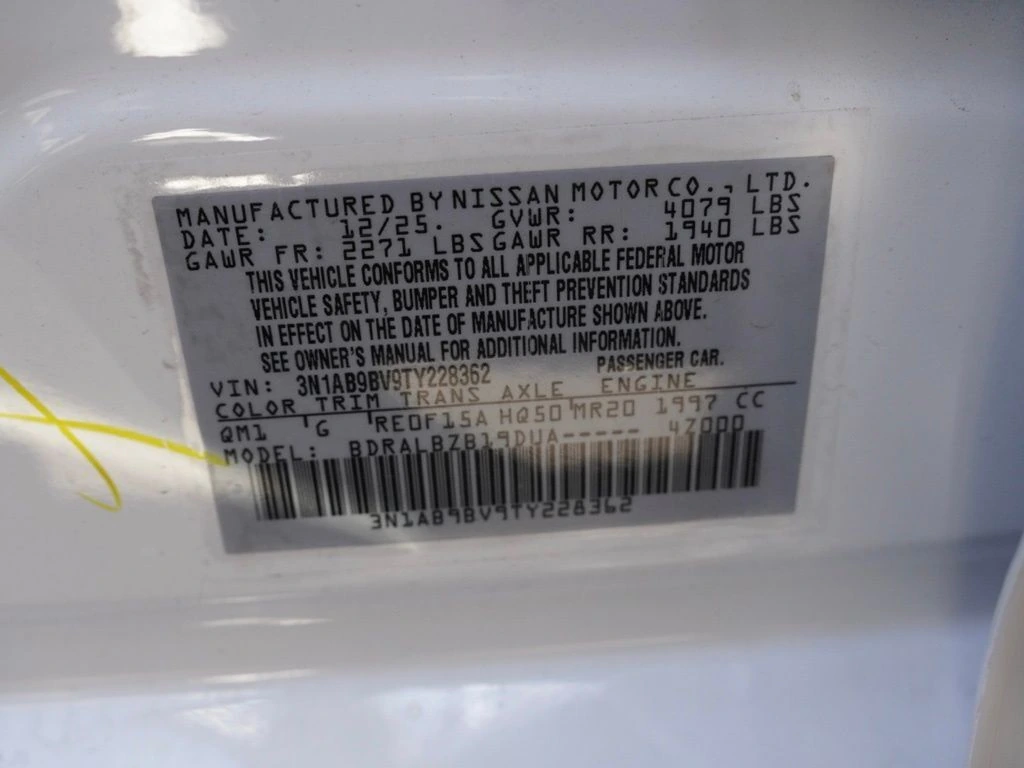 MANUFACTURED BY NISSAN MOTOR CO., LTD.
DATE: 12/25. GVWR: 4079 LBS
GAWR FR: 2271 LBS GAWR RR: 1940 LBS
THIS VEHICLE CONFORMS TO ALL APPLICABLE FEDERAL MOTOR
VEHICLE SAFETY, BUMPER AND THEFT PREVENTION STANDARDS
IN EFFECT ON THE DATE OF MANUFACTURE SHOWN ABOVE.
SEE OWNER'S MANUAL FOR ADDITIONAL INFORMATION.
VIN: 3N1AB9BV9TY228362 PASSENGER CAR.
COLOR TRIM TRANS AXLE ENGINE
QM1 G RE0F15A HQ50 MR20 1997 CC
MODEL: BDRALBZB19DUA----- 4Z000
3N1AB9BV9TY228362